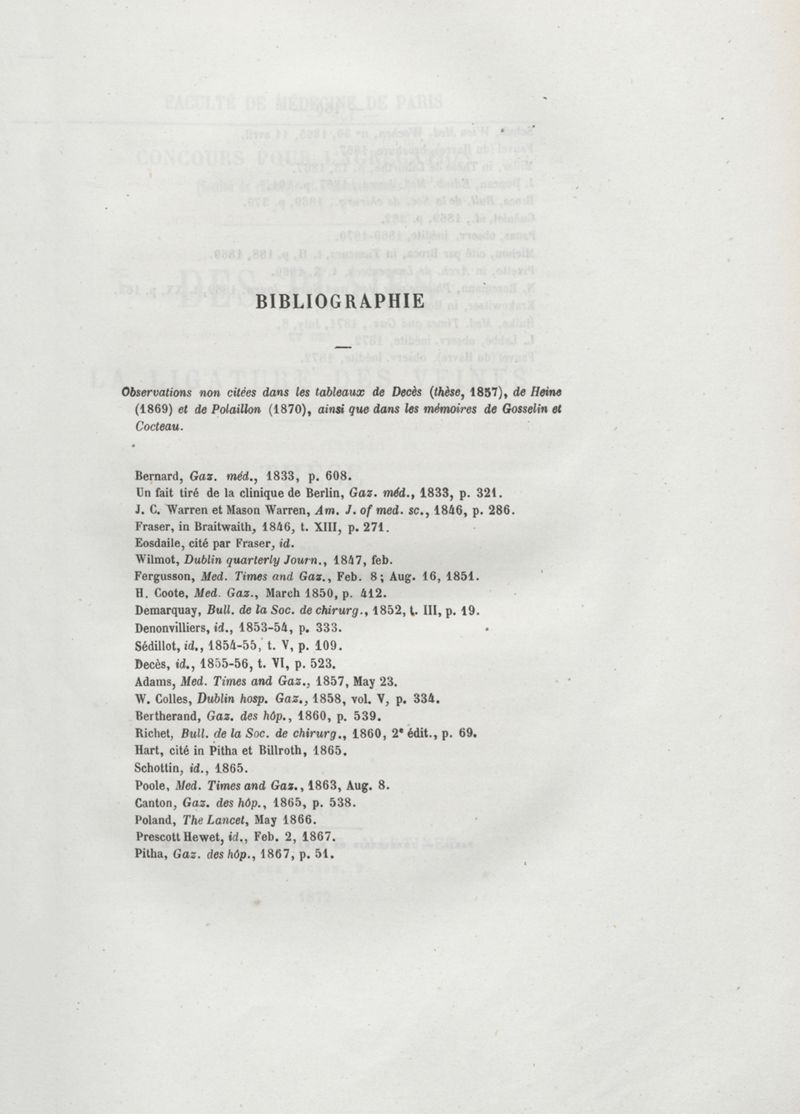 BIBLIOGRAPHIE
Observations non citées dans les tableaux de Decès (thèse, 1857), de Heine
(1869) et de Polaillon (1870), ainsi que dans les mémoires de Gosselin et
Cocteau.
Bernard, Gaz. méd., 1833, p. 608.
Un fait tiré de la clinique de Berlin, Gaz. méd., 1833, p. 321.
J. C. Warren et Mason Warren, Am. J. of med. sc., 1846, p. 286.
Fraser, in Braitwaith, 1846, t. XIII, p. 271.
Eosdaile, cité par Fraser, id.
Wilmot, Dublin quarterly Journ., 1847, feb.
Fergusson, Med. Times and Gaz., Feb. 8; Aug. 16, 1851.
H. Coote, Med. Gaz., March 1850, p. 412.
Demarquay, Bull. de la Soc. de chirurg., 1852, t. III, p. 19.
Denonvilliers, id., 1853-54, p. 333.
Sédillot, id., 1854-55, t. V, p. 109.
Decès, id., 1855-56, t. VI, p. 523.
Adams, Med. Times and Gaz., 1857, May 23.
W. Colles, Dublin hosp. Gaz., 1858, vol. V, p. 334.
Bertherand, Gaz. des hôp., 1860, p. 539.
Richet, Bull. de la Soc. de chirurg., 1860, 2e édit., p. 69.
Hart, cité in Pitha et Billroth, 1865.
Schottin, id., 1865.
Poole, Med. Times and Gaz., 1863, Aug. 8.
Canton, Gaz. des hôp., 1865, p. 538.
Poland, The Lancet, May 1866.
Prescott Hewet, id., Feb. 2, 1867.
Pitha, Gaz. des hôp., 1867, p. 51.